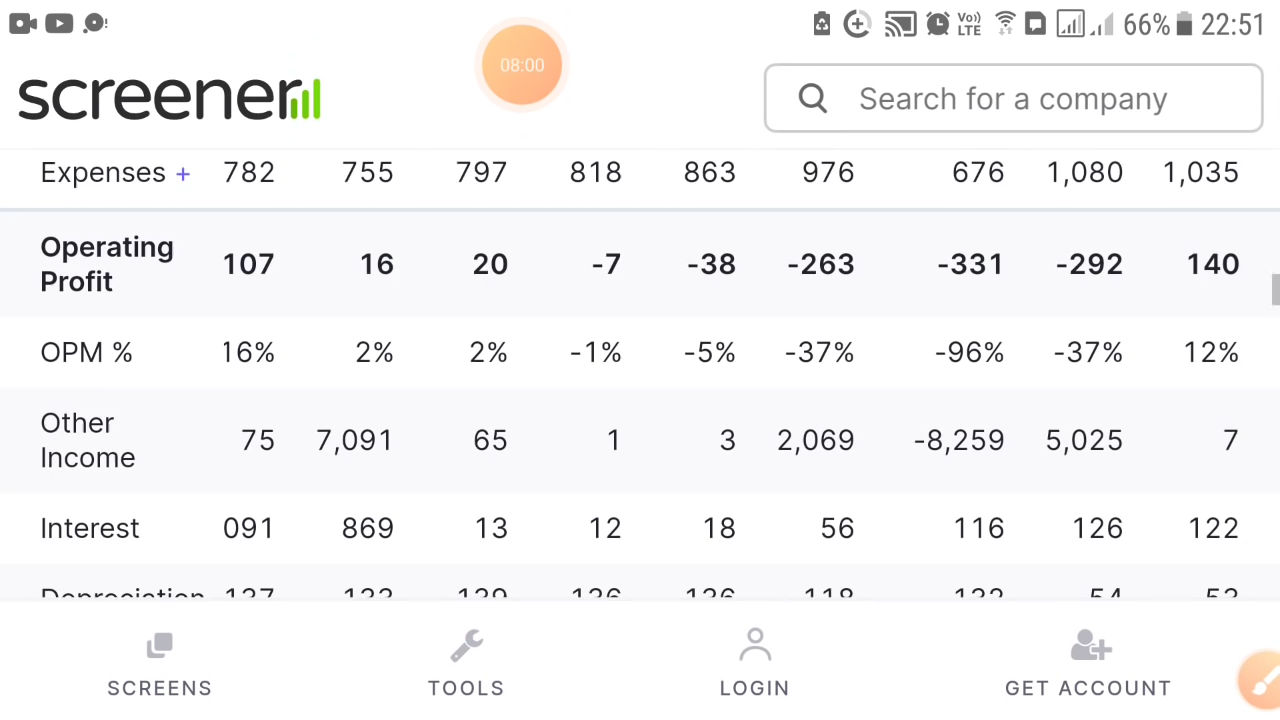 Vo)) LTE 66% 22:51
08:00
screener
Search for a company
Expenses + 782 755 797 818 863 976 676 1,080 1,035
Operating Profit 107 16 20 -7 -38 -263 -331 -292 140
OPM % 16% 2% 2% -1% -5% -37% -96% -37% 12%
Other Income 75 7,091 65 1 3 2,069 -8,259 5,025 7
Interest 091 869 13 12 18 56 116 126 122
Depreciation
SCREENS TOOLS LOGIN GET ACCOUNT